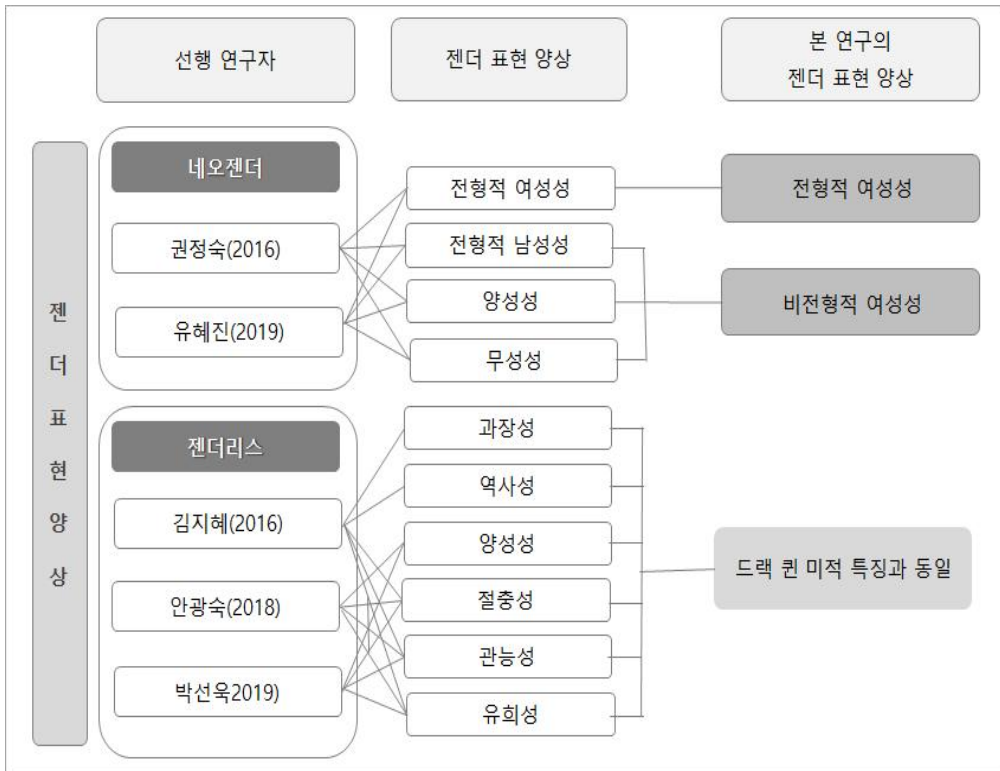 선행 연구자
젠더 표현 양상
본 연구의
젠더 표현 양상
젠더표현양상
네오젠더
권정숙(2016)
유혜진(2019)
전형적 여성성
전형적 남성성
양성성
무성성
전형적 여성성
비전형적 여성성
젠더리스
김지혜(2016)
안광숙(2018)
박선욱2019)
과장성
역사성
양성성
절충성
관능성
유희성
드랙 퀸 미적 특징과 동일